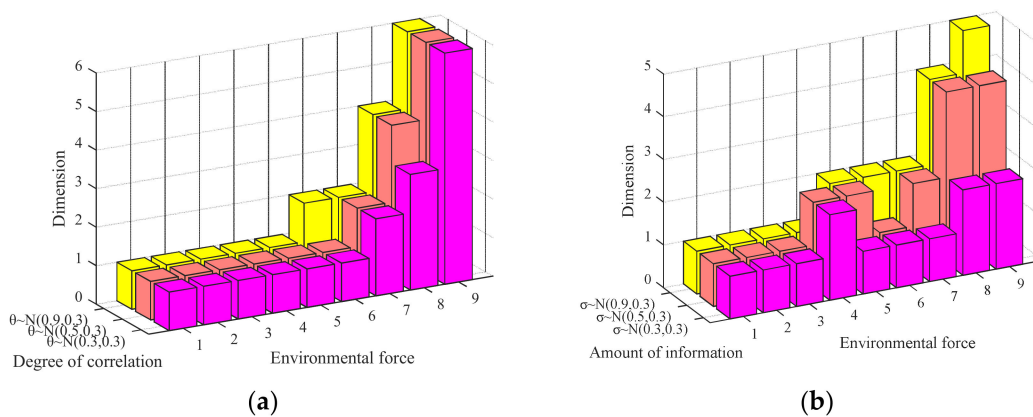 6
5
4
3
2
1
0
Dimension
θ~N(0.9,0.3)
θ~N(0.5,0.3)
θ~N(0.3,0.3)
Degree of correlation
1
2
3
4
5
6
7
8
9
Environmental force
(a)
5
4
3
2
1
0
Dimension
σ~N(0.9,0.3)
σ~N(0.5,0.3)
σ~N(0.3,0.3)
Amount of information
1
2
3
4
5
6
7
8
9
Environmental force
(b)